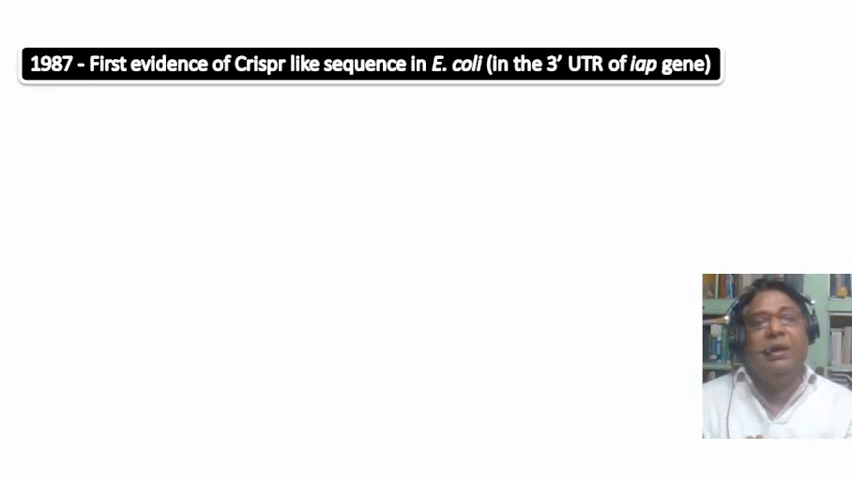 1987 - First evidence of Crispr like sequence in E. coli (in the 3’ UTR of iap gene)